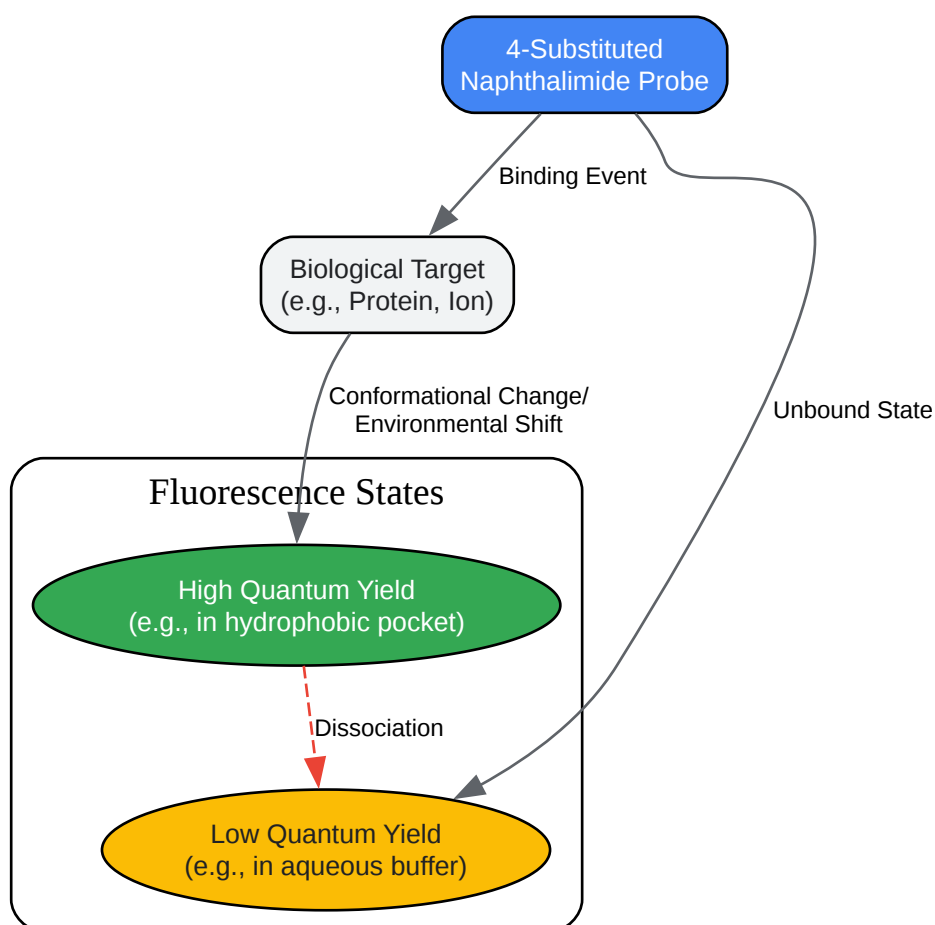 4-Substituted
Naphthalimide Probe
Binding Event
Biological Target
(e.g., Protein, Ion)
Conformational Change/
Environmental Shift
Unbound State
Fluorescence States
High Quantum Yield
(e.g., in hydrophobic pocket)
Dissociation
Low Quantum Yield
(e.g., in aqueous buffer)